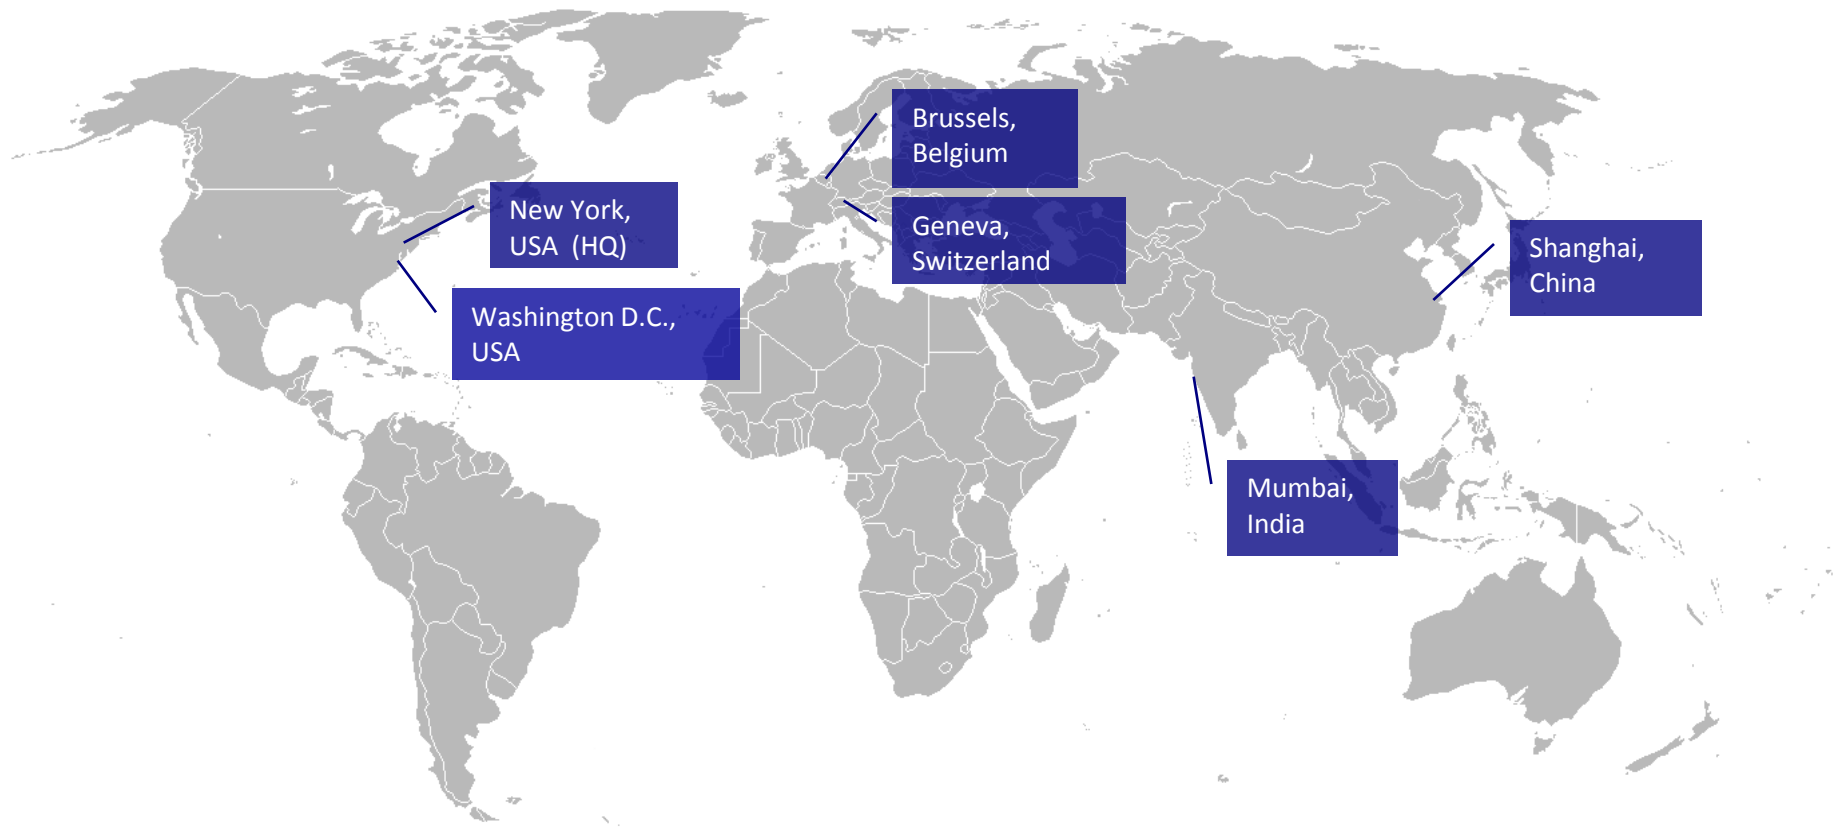 Brussels,
Belgium
New York,
USA  (HQ)
Geneva,
Switzerland
Shanghai,
China
Washington D.C.,
USA
Mumbai,
India